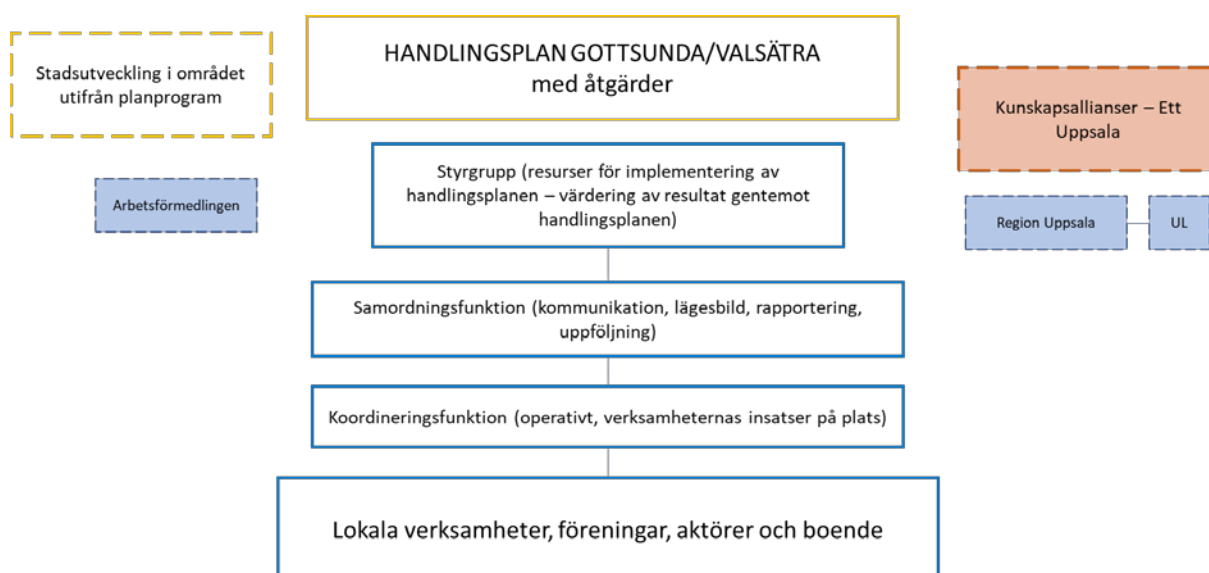 HANDLINGSPLAN GOTTSUNDA/VALSÄTRA
med åtgärder
Stadsutveckling i området
utifrån planprogram
Kunskapsallianser – Ett
Uppsala
Styrgrupp (resurser för implementering av
handlingsplanen – värdering av resultat gentemot
handlingsplanen)
Arbetsförmedlingen
Region Uppsala
UL
Samordningsfunktion (kommunikation, lägesbild, rapportering,
uppföljning)
Koordineringsfunktion (operativt, verksamheternas insatser på plats)
Lokala verksamheter, föreningar, aktörer och boende